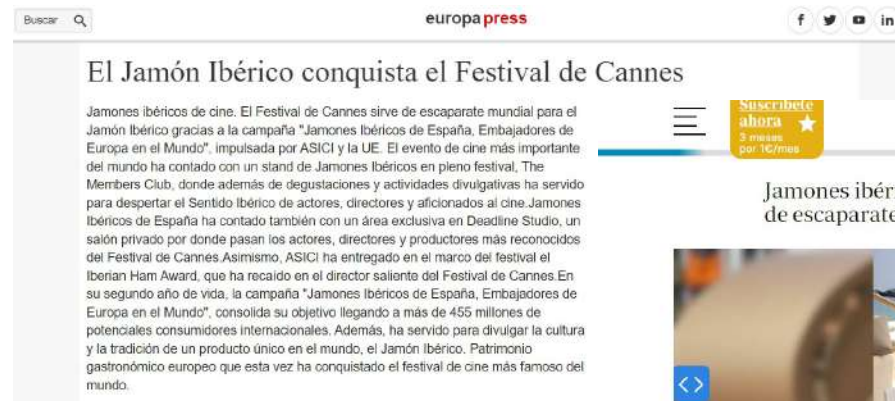 Buscar
europapress
El Jamón Ibérico conquista el Festival de Cannes
Jamones ibéricos de cine. El Festival de Cannes sirve de escaparate mundial para el
Jamón Ibérico gracias a la campaña "Jamones Ibéricos de España, Embajadores de
Europa en el Mundo", impulsada por ASICI y la UE. El evento de cine más importante
del mundo ha contado con un stand de Jamones Ibéricos en pleno festival, The
Members Club, donde además de degustaciones y actividades divulgativas ha servido
para despertar el Sentido Ibérico de actores, directores y aficionados al cine.Jamones
Ibéricos de España ha contado también con un área exclusiva en Deadline Studio, un
salón privado por donde pasan los actores, directores y productores más reconocidos
del Festival de Cannes.Asimismo, ASICI ha entregado en el marco del festival el
Iberian Ham Award, que ha recaído en el director saliente del Festival de Cannes.En
su segundo año de vida, la campaña "Jamones Ibéricos de España, Embajadores de
Europa en el Mundo", consolida su objetivo llegando a más de 455 millones de
potenciales consumidores internacionales. Además, ha servido para divulgar la cultura
y la tradición de un producto único en el mundo, el Jamón Ibérico. Patrimonio
gastronómico europeo que esta vez ha conquistado el festival de cine más famoso del
mundo.
Suscríbete
ahora
3 meses
por 1€/mes
Jamones ibéri
de escaparate